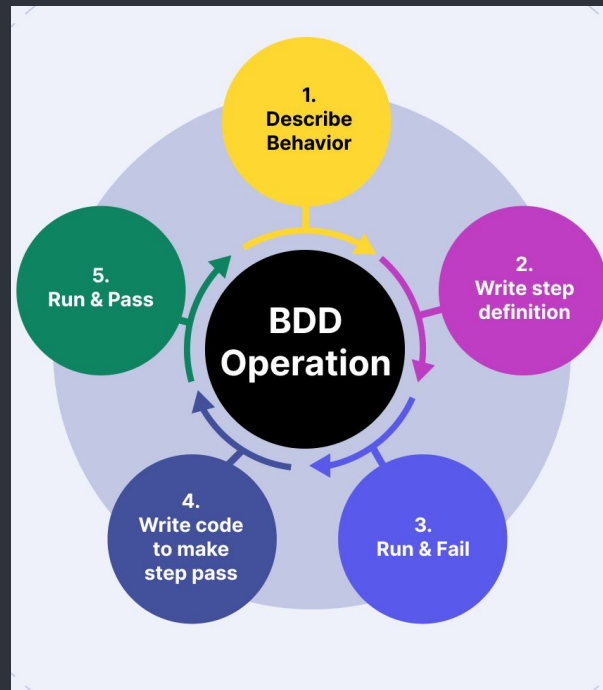 1.
Describe
Behavior
2.
Write step
definition
3.
Run & Fail
4.
Write code
to make
step pass
5.
Run & Pass
BDD
Operation